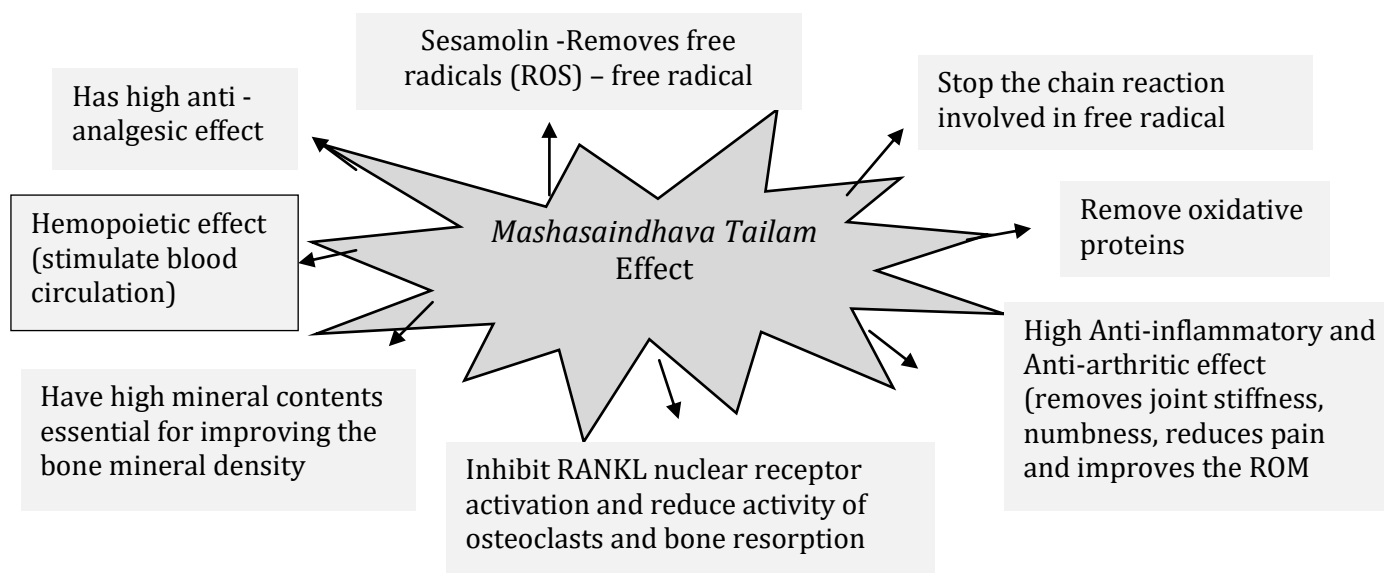 Sesamolin -Removes free
radicals (ROS) – free radical
Has high anti -
analgesic effect
Stop the chain reaction
involved in free radical
Hemopoietic effect
(stimulate blood
circulation)
Mashasaindhava Tailam
Effect
Remove oxidative
proteins
Have high mineral contents
essential for improving the
bone mineral density
Inhibit RANKL nuclear receptor
activation and reduce activity of
osteoclasts and bone resorption
High Anti-inflammatory and
Anti-arthritic effect
(removes joint stiffness,
numbness, reduces pain
and improves the ROM